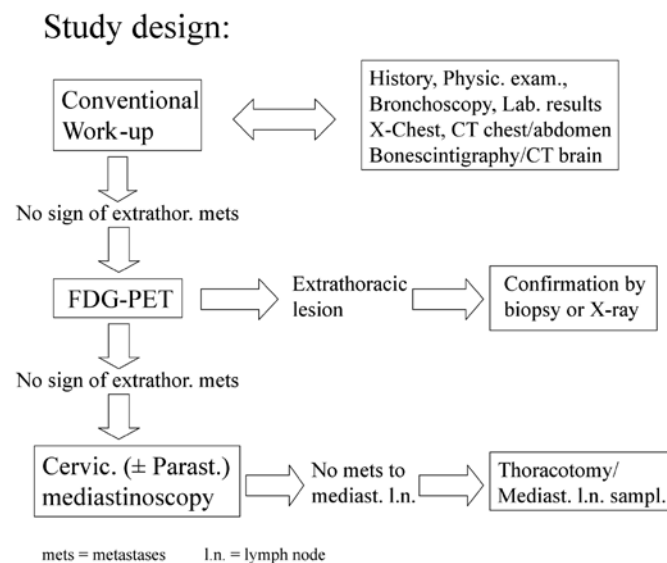 Study design:
Conventional
Work-up
History, Physic. exam.,
Bronchoscopy, Lab. results
X-Chest, CT chest/abdomen
Bonescintigraphy/CT brain
No sign of extrathor. mets
FDG-PET
Extrathoracic
lesion
Confirmation by
biopsy or X-ray
No sign of extrathor. mets
Cervic. (± Parast.)
mediastinoscopy
No mets to
mediast. l.n.
Thoracotomy/
Mediast. l.n. sampl.
mets = metastases l.n. = lymph node